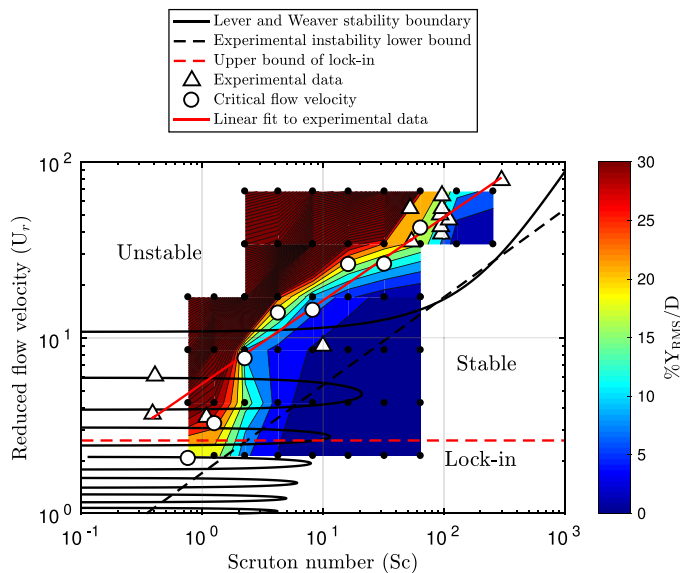 Lever and Weaver stability boundary
Experimental instability lower bound
Upper bound of lock-in
Experimental data
Critical flow velocity
Linear fit to experimental data
10^2
10^1
10^0
Reduced flow velocity (U_r)
Unstable
Stable
Lock-in
10^-1
10^0
10^1
10^2
10^3
Scruton number (Sc)
30
25
20
15
10
5
0
%Y_RMS/D